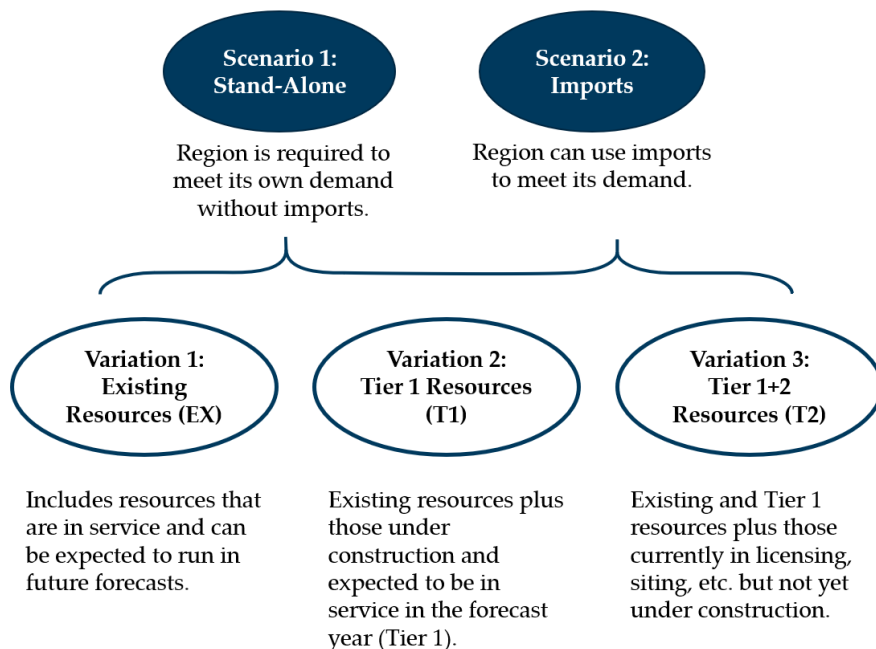 Scenario 1:
Stand-Alone
Region is required to
meet its own demand
without imports.
Scenario 2:
Imports
Region can use imports
to meet its demand.
Variation 1:
Existing
Resources (EX)
Includes resources that
are in service and can
be expected to run in
future forecasts.
Variation 2:
Tier 1 Resources
(T1)
Existing resources plus
those under
construction and
expected to be in
service in the forecast
year (Tier 1).
Variation 3:
Tier 1+2
Resources (T2)
Existing and Tier 1
resources plus those
currently in licensing,
siting, etc. but not yet
under construction.